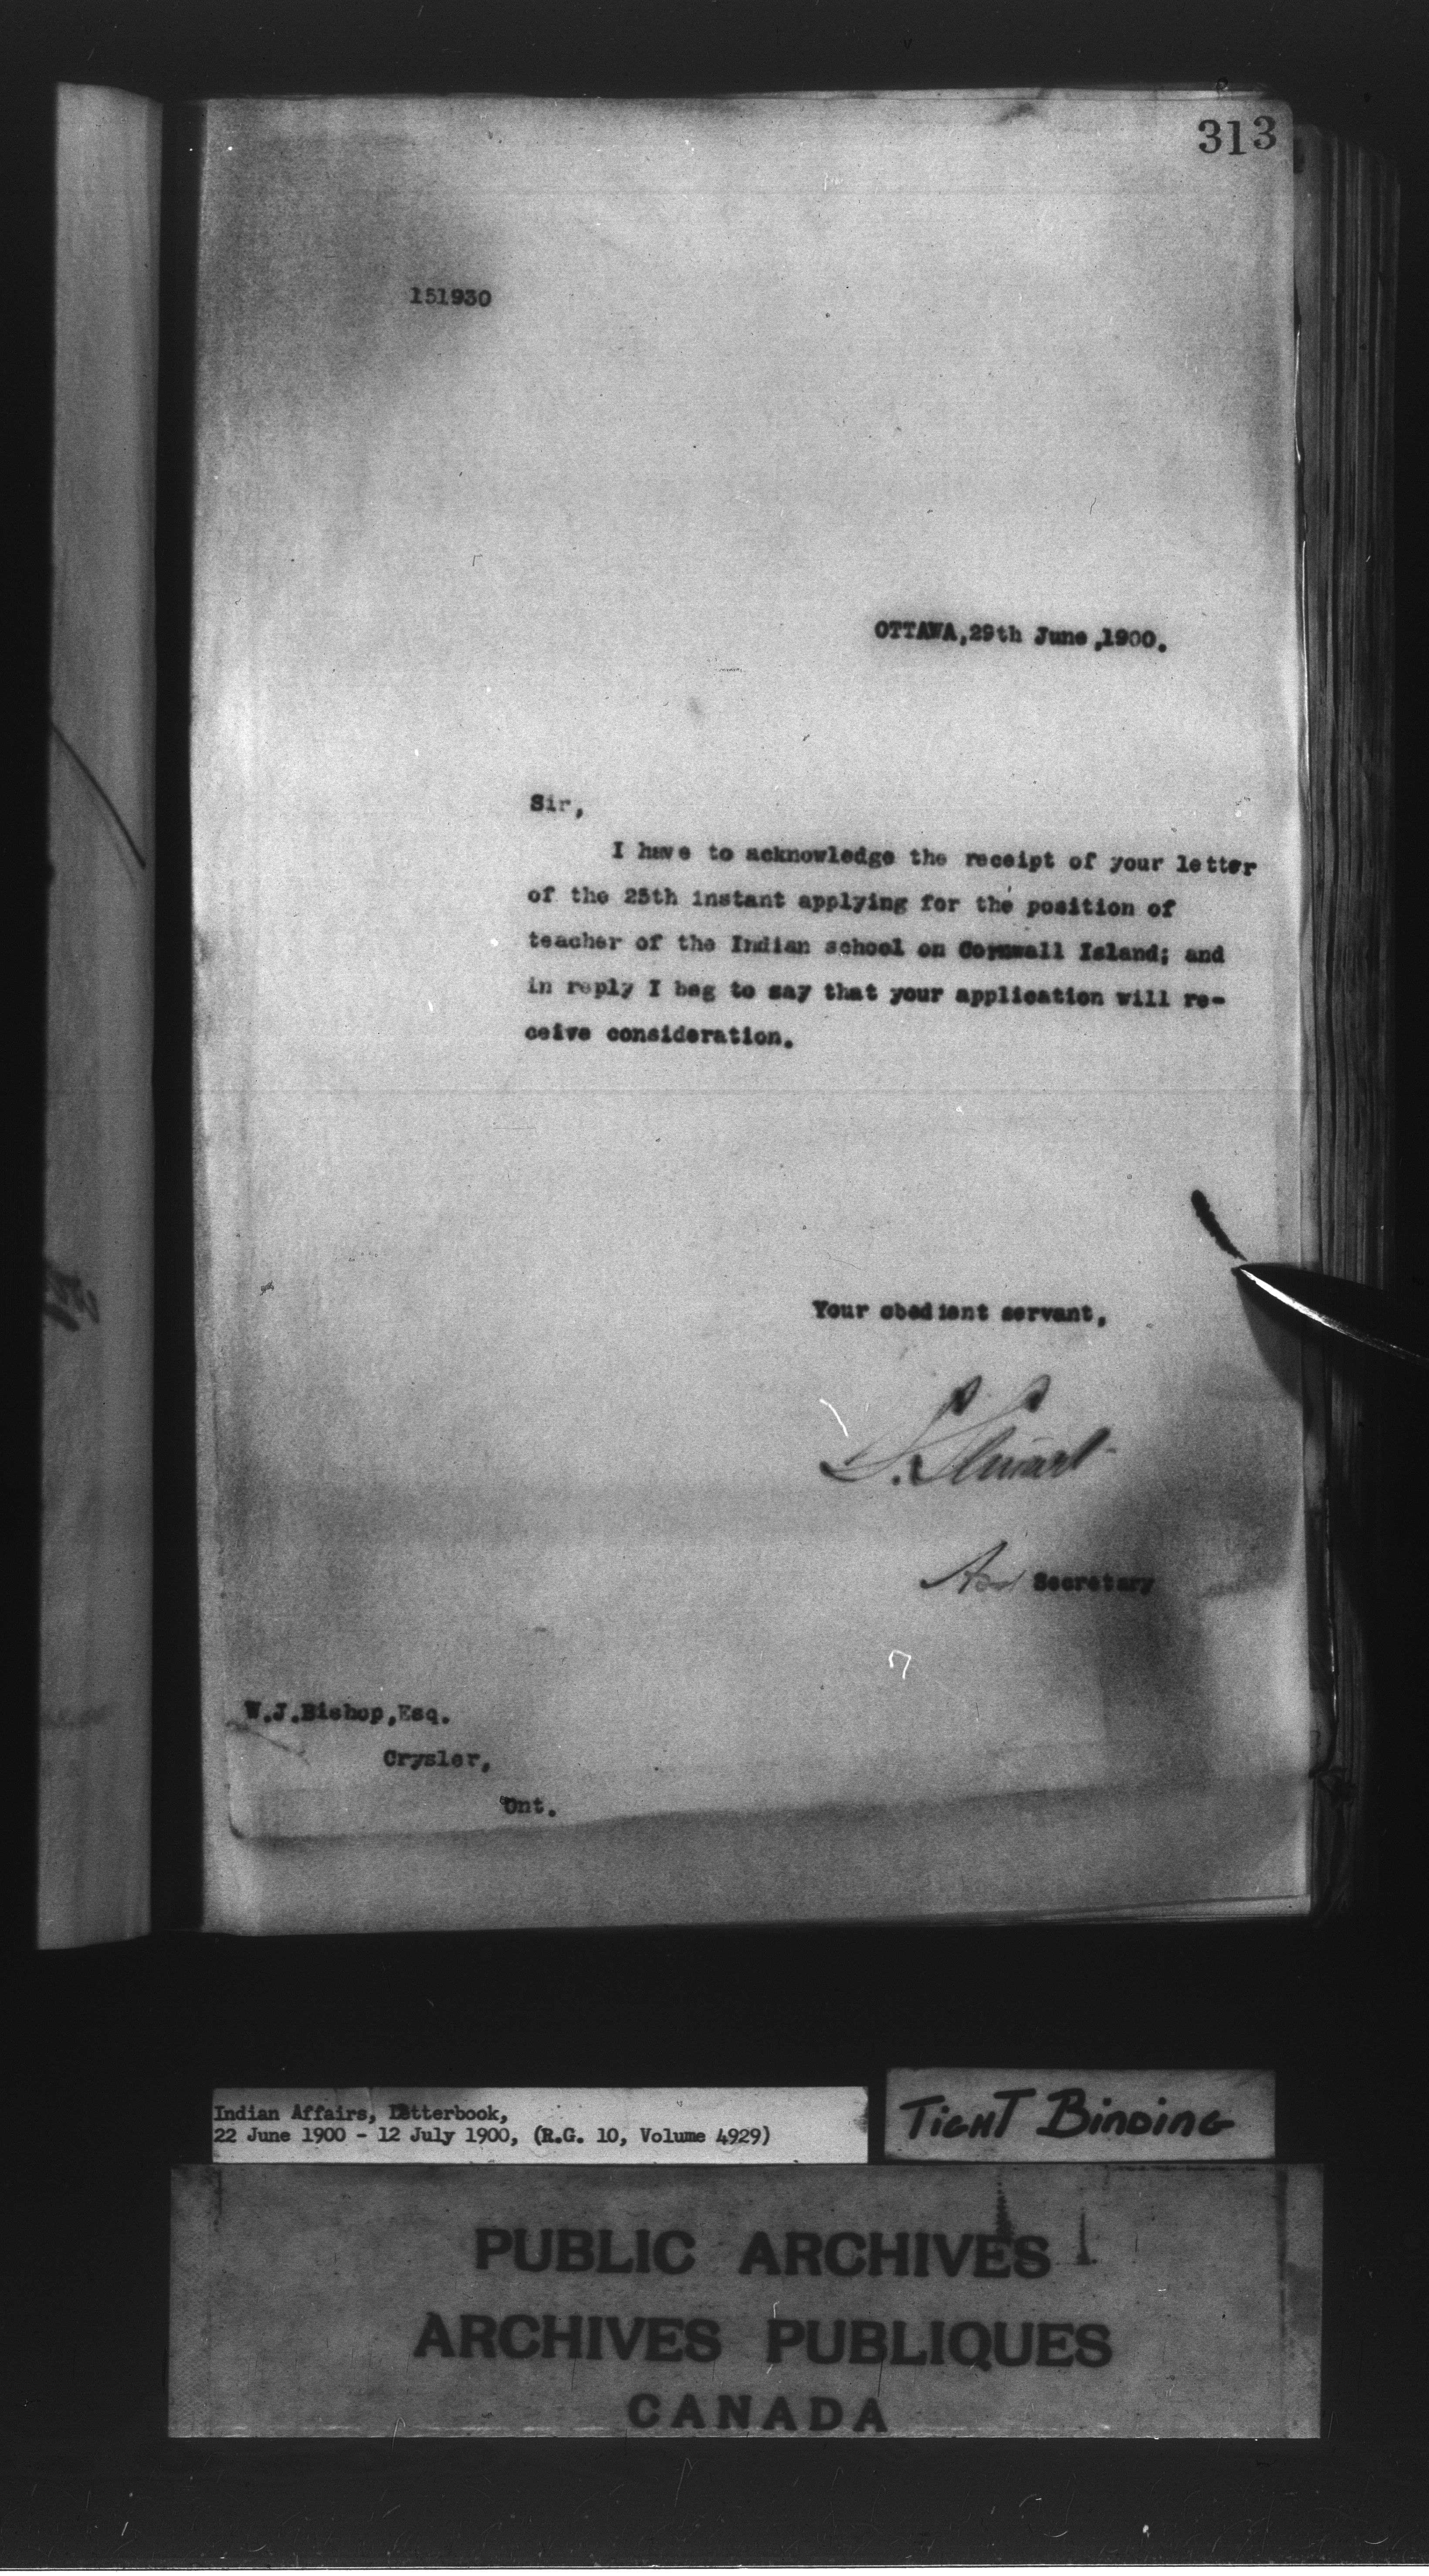 313
151930
OTTAWA,29th June ,1900.
Sir,
I have to acknowledge the receipt of your letter
of the 25th instant applying for the position of
teacher of the Indian school on Cornwall Island; and
in reply I beg to say that your application will re-
ceive consideration.
Your obedient servant,
S. Stewart
Asst Secretary
W.J.Bishop,Esq.
Crysler,
Ont.
Indian Affairs, Letterbook,
22 June 1900 - 12 July 1900, (R.G. 10, Volume 4929)
TIGHT BINDING
PUBLIC ARCHIVES
ARCHIVES PUBLIQUES
CANADA